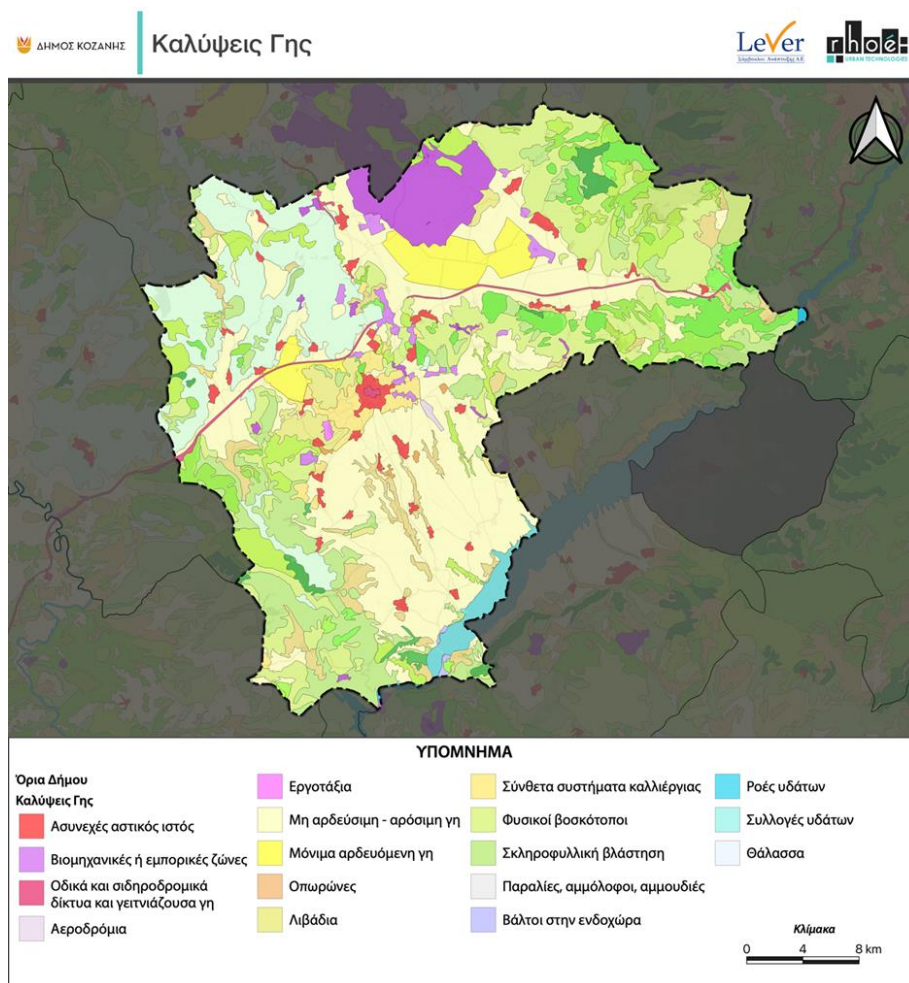 ΔΗΜΟΣ ΚΟΖΑΝΗΣ
Καλύψεις Γης
LeVer
Σύμβουλοι Ανάπτυξης Α.Ε.
rhoé:
URBAN TECHNOLOGIES
ΥΠΟΜΝΗΜΑ
Όρια Δήμου
Καλύψεις Γης
Ασυνεχές αστικός ιστός
Βιομηχανικές ή εμπορικές ζώνες
Οδικά και σιδηροδρομικά
δίκτυα και γειτνιάζουσα γη
Αεροδρόμια
Εργοτάξια
Μη αρδεύσιμη - αρόσιμη γη
Μόνιμα αρδευόμενη γη
Οπωρώνες
Λιβάδια
Σύνθετα συστήματα καλλιέργιας
Φυσικοί βοσκότοποι
Σκληροφυλλική βλάστηση
Παραλίες, αμμόλοφοι, αμμουδιές
Βάλτοι στην ενδοχώρα
Ροές υδάτων
Συλλογές υδάτων
Θάλασσα
Κλίμακα
0 4 8 km